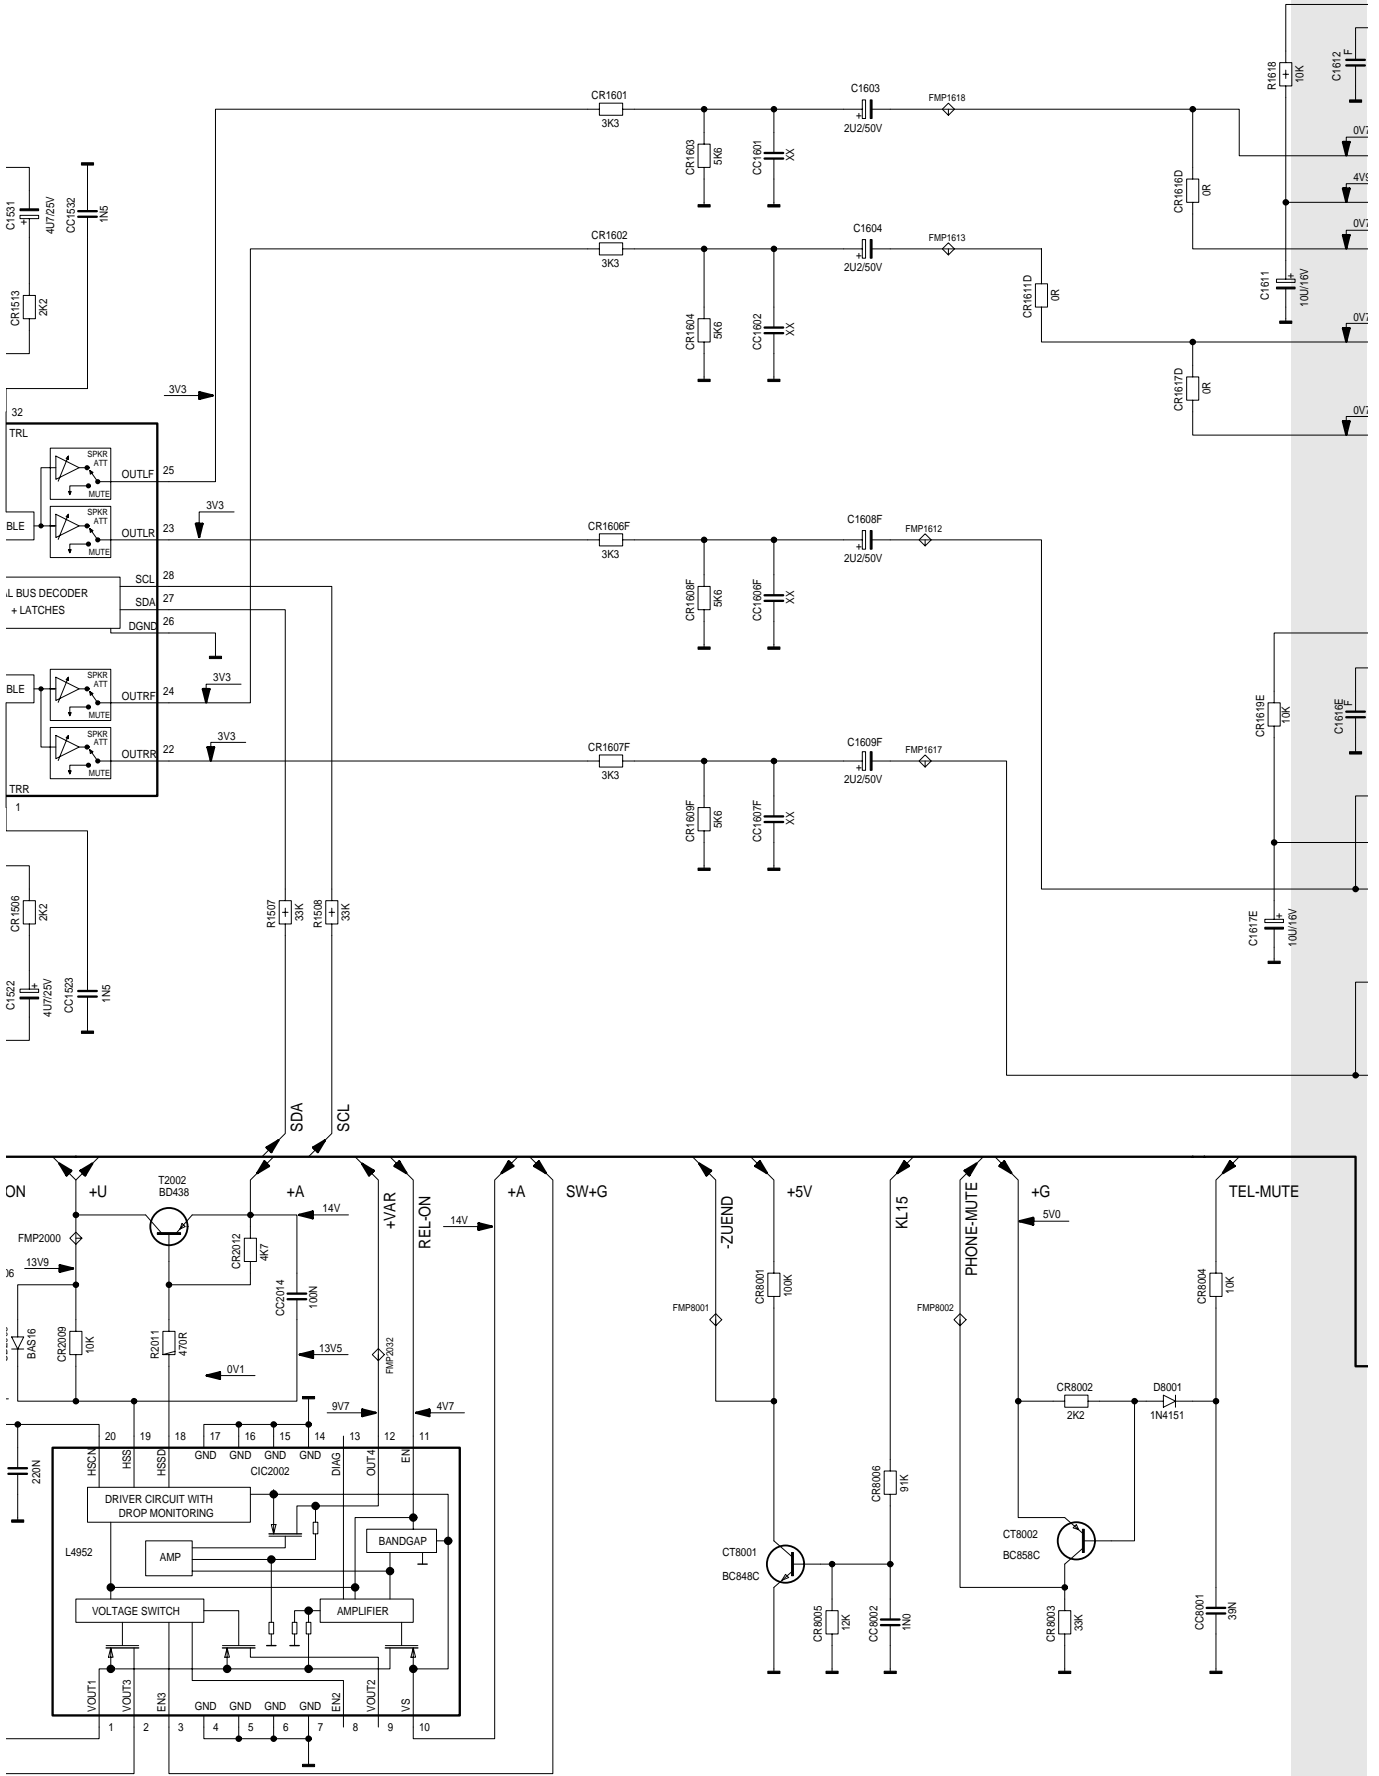 C1612
F
R1618
10K
C1603
2U2/50V
FMP1618
CR1601
3K3
CR1603
5K6
CC1601
XX
0V7
4V9
0V7
CR1616D
0R
C1531
4U7/25V
CC1532
1N5
CR1602
3K3
C1604
2U2/50V
FMP1613
CR1611D
0R
C1611
10U/16V
CR1513
2K2
CR1604
5K6
CC1602
XX
0V7
CR1617D
0R
0V7
3V3
32
TRL
SPKR
ATT
MUTE
OUTLF
25
BLE
SPKR
ATT
MUTE
OUTLR
23
3V3
CR1606F
3K3
C1608F
2U2/50V
FMP1612
SCL
28
L BUS DECODER
+ LATCHES
SDA
27
DGND
26
CR1608F
5K6
CC1606F
XX
BLE
SPKR
ATT
MUTE
OUTRF
24
3V3
SPKR
ATT
MUTE
OUTRR
22
3V3
TRR
1
CR1607F
3K3
C1609F
2U2/50V
FMP1617
CR1619E
10K
C1616E
F
CR1609F
5K6
CC1607F
XX
CR1506
2K2
R1507
33K
R1508
33K
C1617E
10U/16V
C1522
4U7/25V
CC1523
1N5
SDA
SCL
ON
+U
T2002
BD438
+A
+VAR
REL-ON
+A
SW+G
-ZUEND
+5V
KL15
PHONE-MUTE
+G
TEL-MUTE
14V
14V
5V0
FMP2000
13V9
06
CR2012
4K7
CC2014
100N
CR8001
100K
CR8004
10K
FMP8001
FMP8002
BAS16
CR2009
10K
R2011
470R
0V1
13V5
FMP2032
9V7
4V7
CR8002
2K2
D8001
1N4151
20
19
18
17
16
15
14
13
12
11
HSCN
HSS
HSSD
GND
GND
GND
GND
DIAG
OUT4
EN
CIC2002
220N
DRIVER CIRCUIT WITH
DROP MONITORING
CR8006
91K
L4952
AMP
BANDGAP
CT8001
BC848C
CT8002
BC858C
VOLTAGE SWITCH
AMPLIFIER
CR8005
12K
CC8002
1N0
CR8003
33K
CC8001
39N
VOUT1
VOUT3
EN3
GND
GND
GND
GND
EN2
VOUT2
VS
1
2
3
4
5
6
7
8
9
10